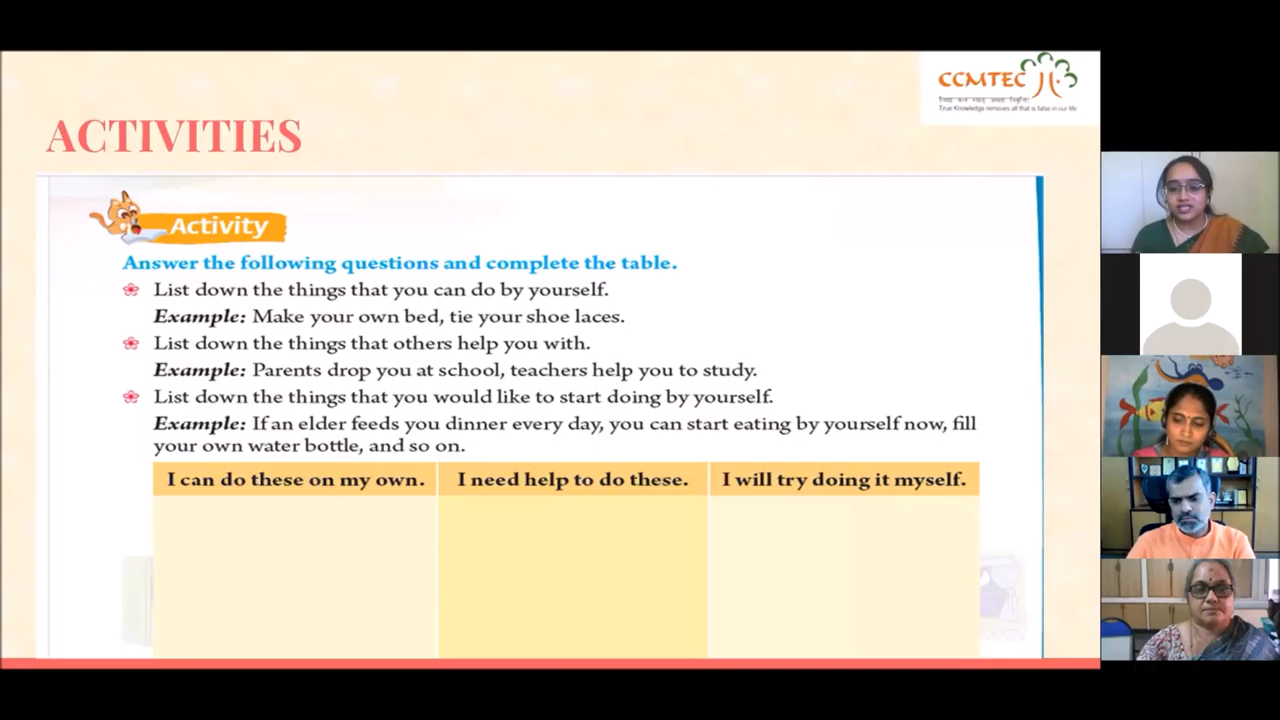 CCMTEC
True Knowledge removes all that is false in our life
ACTIVITIES
Activity
Answer the following questions and complete the table.
List down the things that you can do by yourself.
Example: Make your own bed, tie your shoe laces.
List down the things that others help you with.
Example: Parents drop you at school, teachers help you to study.
List down the things that you would like to start doing by yourself.
Example: If an elder feeds you dinner every day, you can start eating by yourself now, fill
your own water bottle, and so on.
I can do these on my own. I need help to do these. I will try doing it myself.